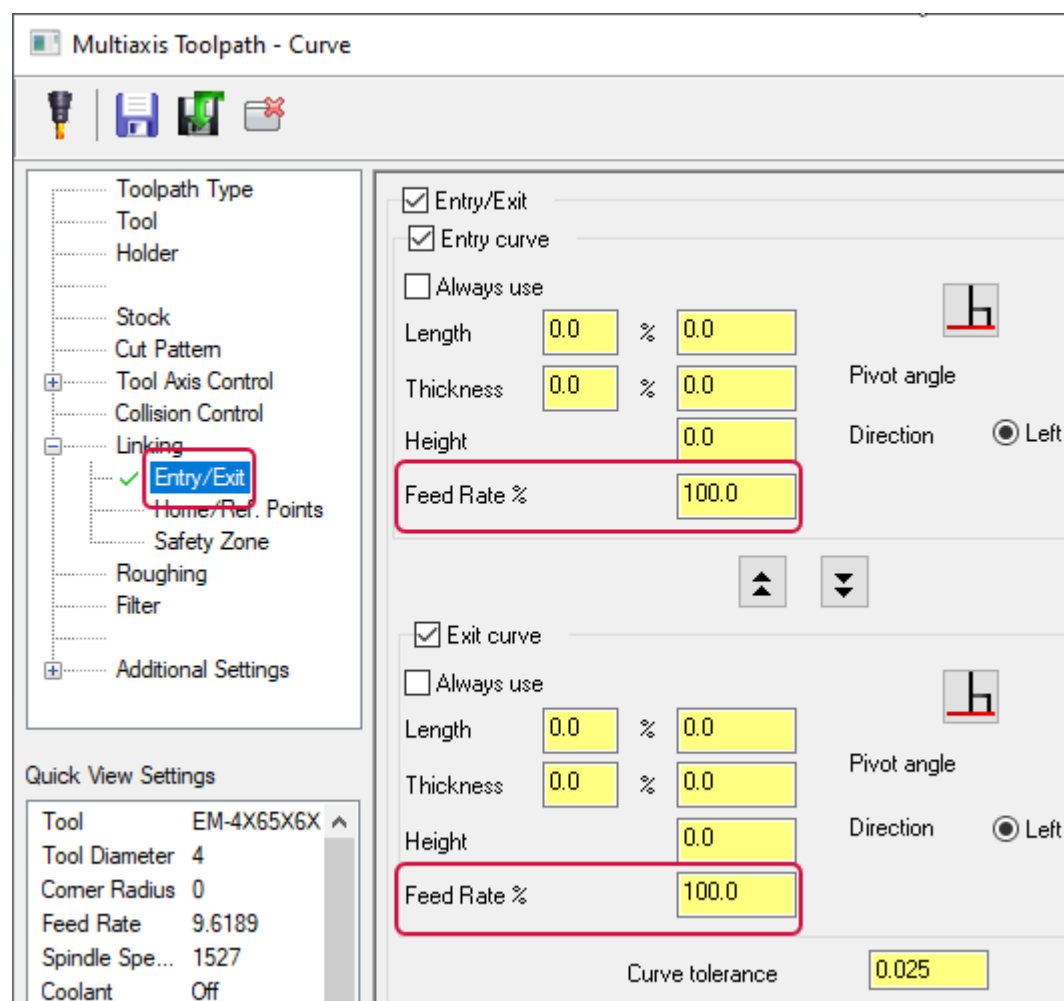 Multiaxis Toolpath - Curve
Toolpath Type
Tool
Holder
Stock
Cut Pattern
Tool Axis Control
Collision Control
Linking
Entry/Exit
Home/Ref. Points
Safety Zone
Roughing
Filter
Additional Settings
Quick View Settings
Tool EM-4X65X6X
Tool Diameter 4
Corner Radius 0
Feed Rate 9.6189
Spindle Spe... 1527
Coolant Off
Entry/Exit
Entry curve
Always use
Length 0.0 % 0.0
Thickness 0.0 % 0.0 Pivot angle
Height 0.0 Direction Left
Feed Rate % 100.0
Exit curve
Always use
Length 0.0 % 0.0
Thickness 0.0 % 0.0 Pivot angle
Height 0.0 Direction Left
Feed Rate % 100.0
Curve tolerance 0.025